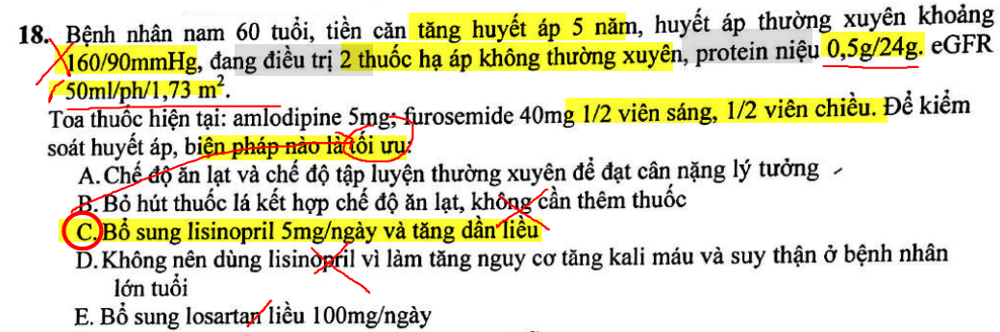 18. Bệnh nhân nam 60 tuổi, tiền căn tăng huyết áp 5 năm, huyết áp thường xuyên khoảng
160/90mmHg, đang điều trị 2 thuốc hạ áp không thường xuyên, protein niệu 0,5g/24g. eGFR
50ml/ph/1,73 m².
Toa thuốc hiện tại: amlodipine 5mg; furosemide 40mg 1/2 viên sáng, 1/2 viên chiều. Để kiểm
soát huyết áp, biện pháp nào là tối ưu:
A. Chế độ ăn lạt và chế độ tập luyện thường xuyên để đạt cân nặng lý tưởng
B. Bỏ hút thuốc lá kết hợp chế độ ăn lạt, không cần thêm thuốc
C. Bổ sung lisinopril 5mg/ngày và tăng dần liều
D. Không nên dùng lisinopril vì làm tăng nguy cơ tăng kali máu và suy thận ở bệnh nhân
lớn tuổi
E. Bổ sung losartan liều 100mg/ngày